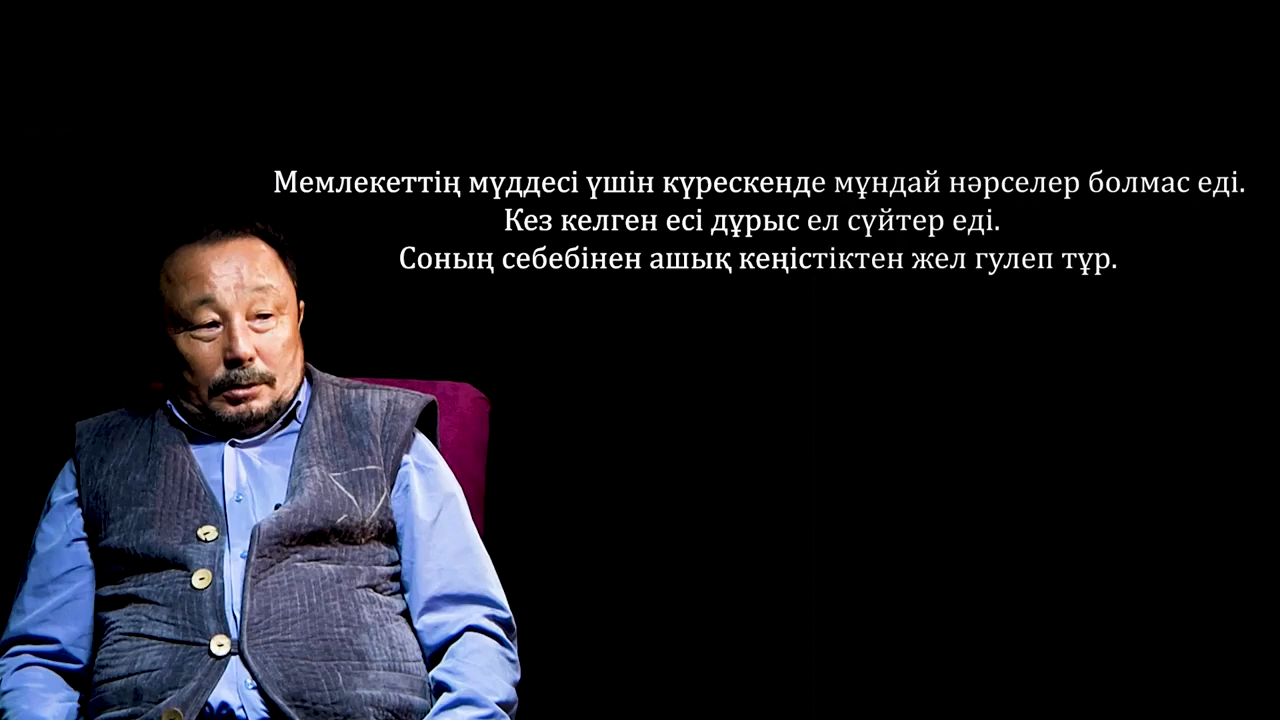 Мемлекеттің мүддесі үшін күрескенде мұндай нәрселер болмас еді.
Кез келген есі дұрыс ел сүйтер еді.
Соның себебінен ашық кеңістіктен жел гулеп тұр.